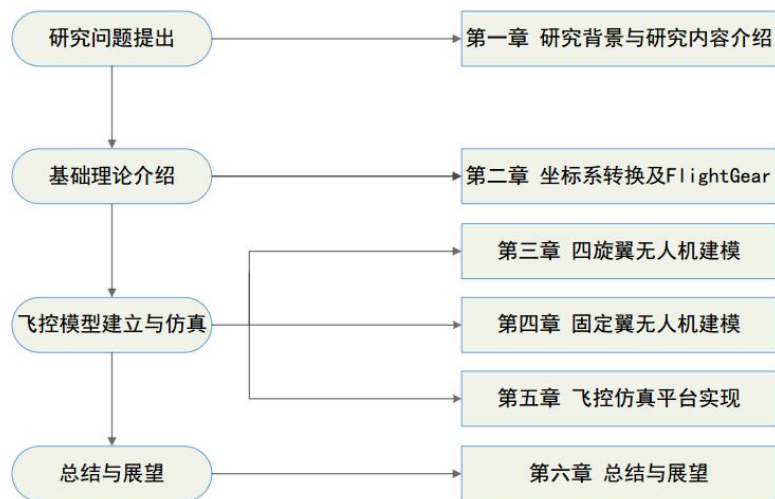 研究问题提出
第一章 研究背景与研究内容介绍
基础理论介绍
第二章 坐标系转换及FlightGear
第三章 四旋翼无人机建模
飞控模型建立与仿真
第四章 固定翼无人机建模
第五章 飞控仿真平台实现
总结与展望
第六章 总结与展望